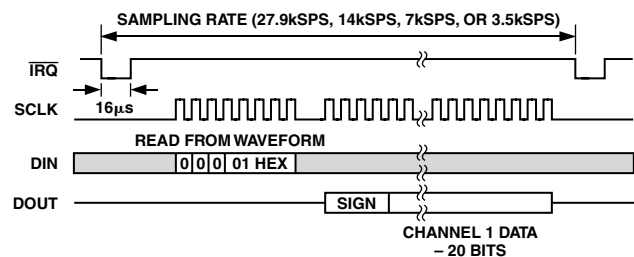 SAMPLING RATE (27.9kSPS, 14kSPS, 7kSPS, OR 3.5kSPS)
IRQ
16µs
SCLK
READ FROM WAVEFORM
DIN
0 0 0 01 HEX
DOUT
SIGN
CHANNEL 1 DATA
– 20 BITS